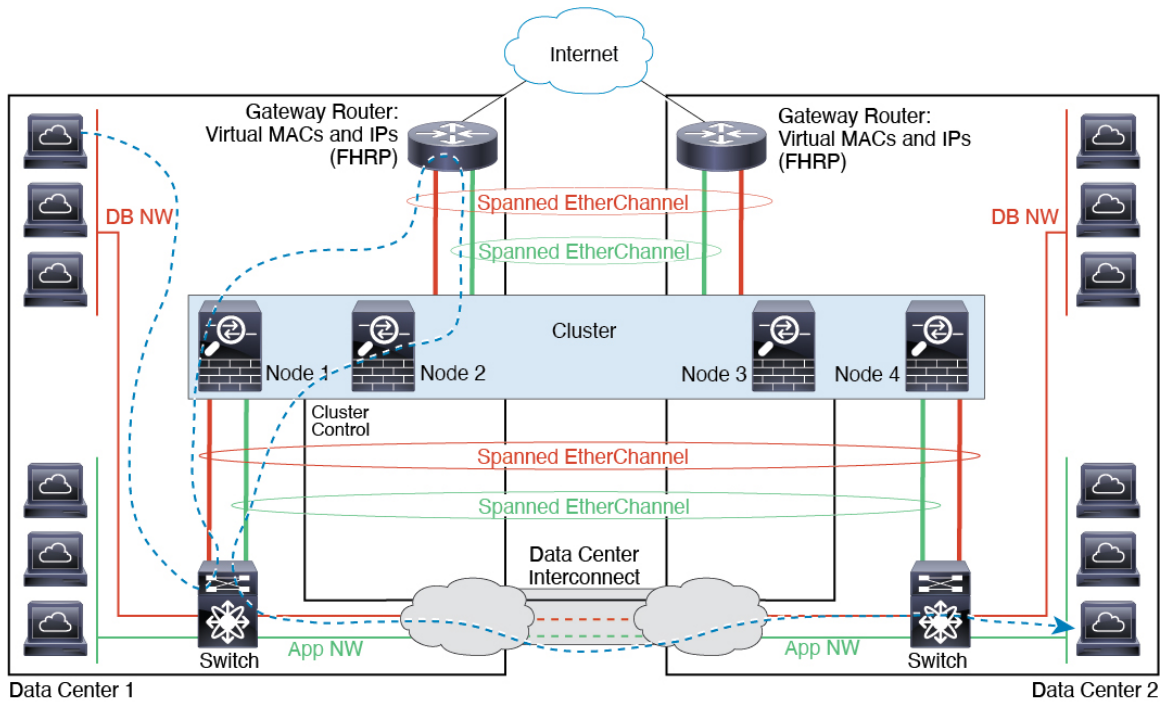 Internet
Gateway Router:
Virtual MACs and IPs
(FHRP)
Gateway Router:
Virtual MACs and IPs
(FHRP)
DB NW
Spanned EtherChannel
DB NW
Spanned EtherChannel
Cluster
Node 1
Node 2
Node 3
Node 4
Cluster
Control
Spanned EtherChannel
Spanned EtherChannel
Data Center
Interconnect
App NW
App NW
Switch
Switch
Data Center 1
Data Center 2